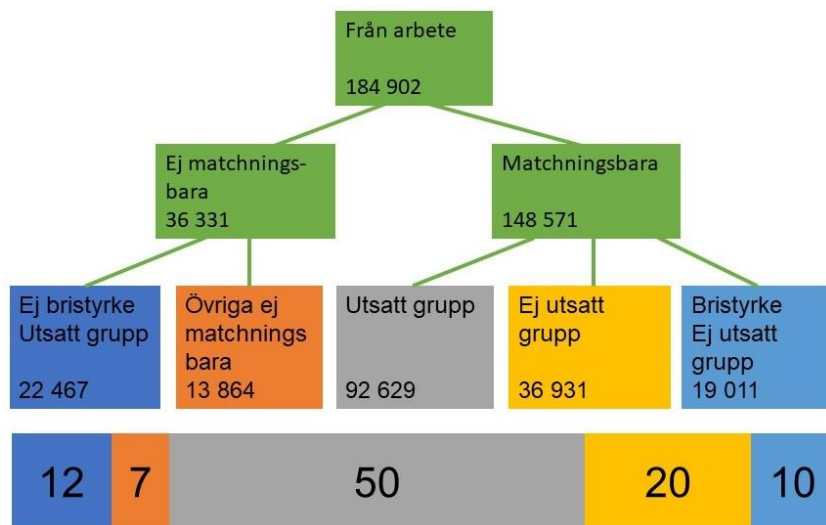 Från arbete
184 902
Ej matchnings-
bara
36 331
Matchningsbara
148 571
Ej bristyrke
Utsatt grupp
22 467
Övriga ej
matchnings
bara
13 864
Utsatt grupp
92 629
Ej utsatt
grupp
36 931
Bristyrke
Ej utsatt
grupp
19 011
12
7
50
20
10